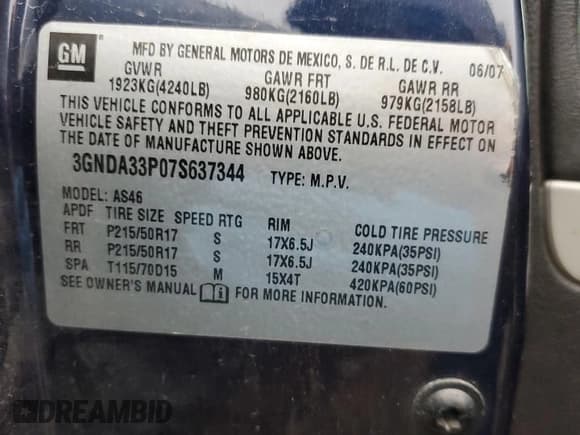 GM
MFD BY GENERAL MOTORS DE MEXICO, S. DE R.L. DE C.V. 06/07
GVWR GAWR FRT GAWR RR
1923KG(4240LB) 980KG(2160LB) 979KG(2158LB)
THIS VEHICLE CONFORMS TO ALL APPLICABLE U.S. FEDERAL MOTOR
VEHICLE SAFETY AND THEFT PREVENTION STANDARDS IN EFFECT ON
THE DATE OF MANUFACTURE SHOWN ABOVE.
3GNDA33P07S637344 TYPE: M.P.V.
MODEL: AS46
APDF TIRE SIZE SPEED RTG RIM COLD TIRE PRESSURE
FRT P215/50R17 S 17X6.5J 240KPA(35PSI)
RR P215/50R17 S 17X6.5J 240KPA(35PSI)
SPA T115/70D15 M 15X4T 420KPA(60PSI)
SEE OWNER'S MANUAL FOR MORE INFORMATION.
DREAMBID